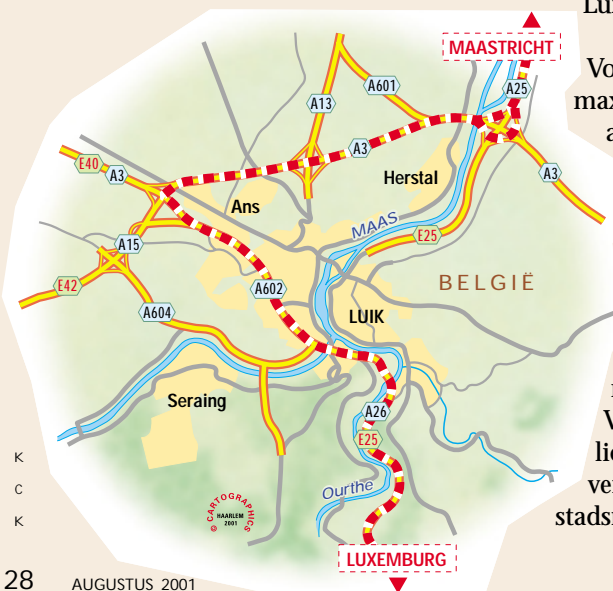 MAASTRICHT
A601
A25
A13
E40
A3
A3
A3
Herstal
Ans
MAAS
E25
A15
BELGIË
E42
A602
A604
LUIK
Seraing
A26
E25
Ourthe
© CARTOGRAPHICS
HAARLEM
2001
LUXEMBURG
Vo
max
a
V
lie
ve
stads
K
C
K
28 AUGUSTUS 2001